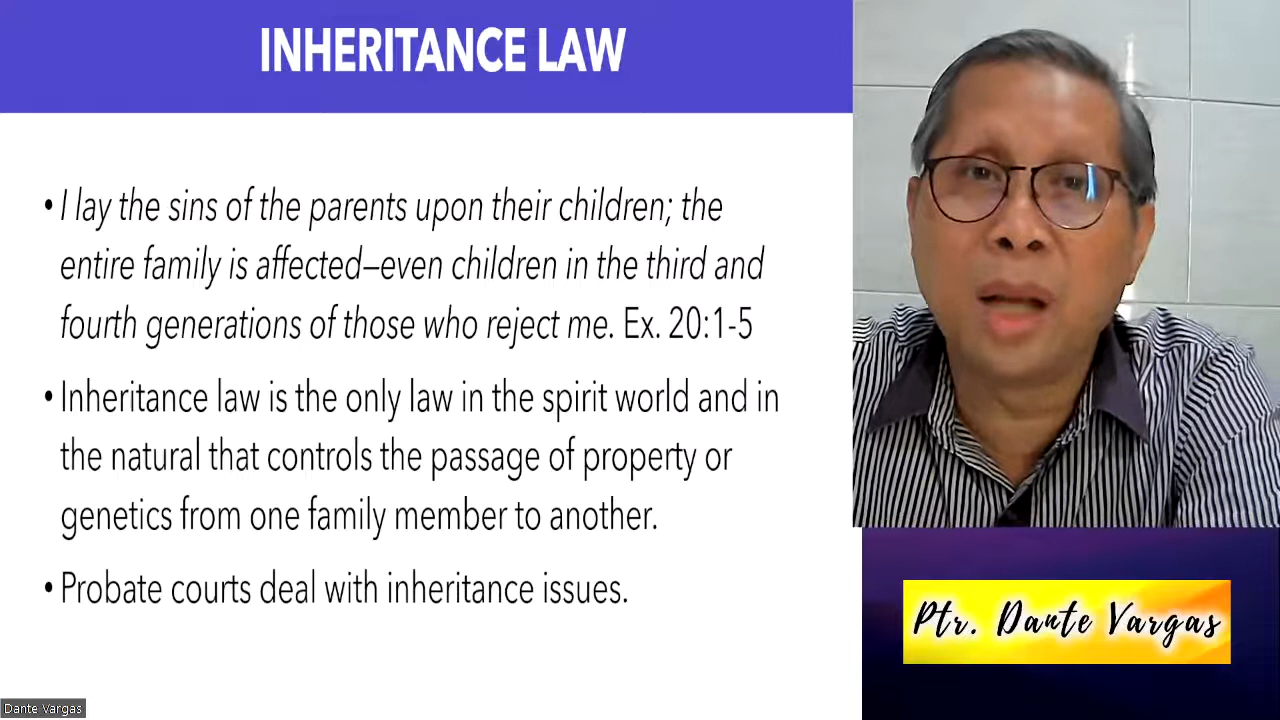 INHERITANCE LAW
• I lay the sins of the parents upon their children; the
entire family is affected–even children in the third and
fourth generations of those who reject me. Ex. 20:1-5
• Inheritance law is the only law in the spirit world and in
the natural that controls the passage of property or
genetics from one family member to another.
• Probate courts deal with inheritance issues.
Ptr. Dante Vargas
Dante Vargas